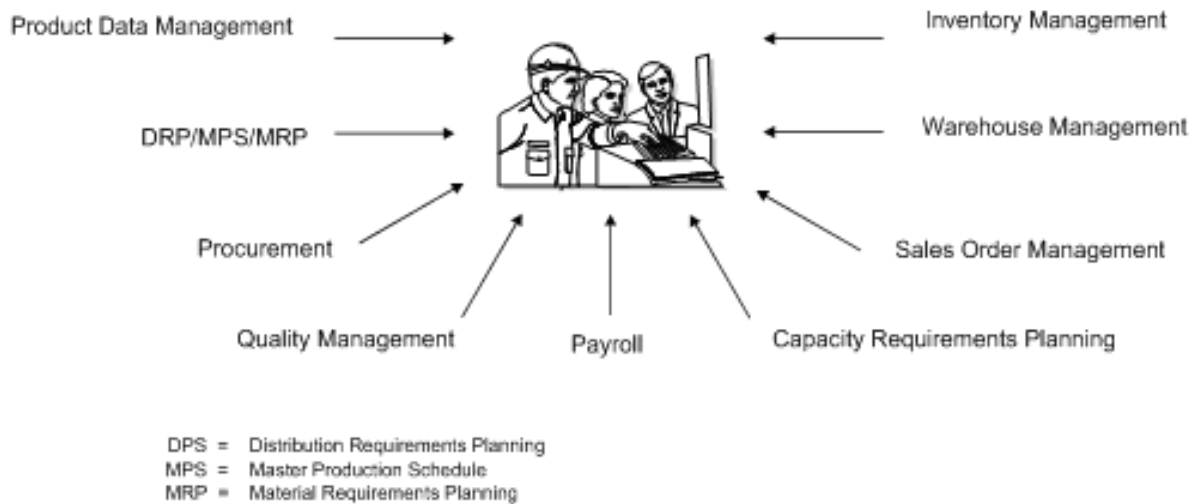 Product Data Management
Inventory Management
DRP/MPS/MRP
Warehouse Management
Procurement
Sales Order Management
Quality Management
Payroll
Capacity Requirements Planning
DPS = Distribution Requirements Planning
MPS = Master Production Schedule
MRP = Material Requirements Planning